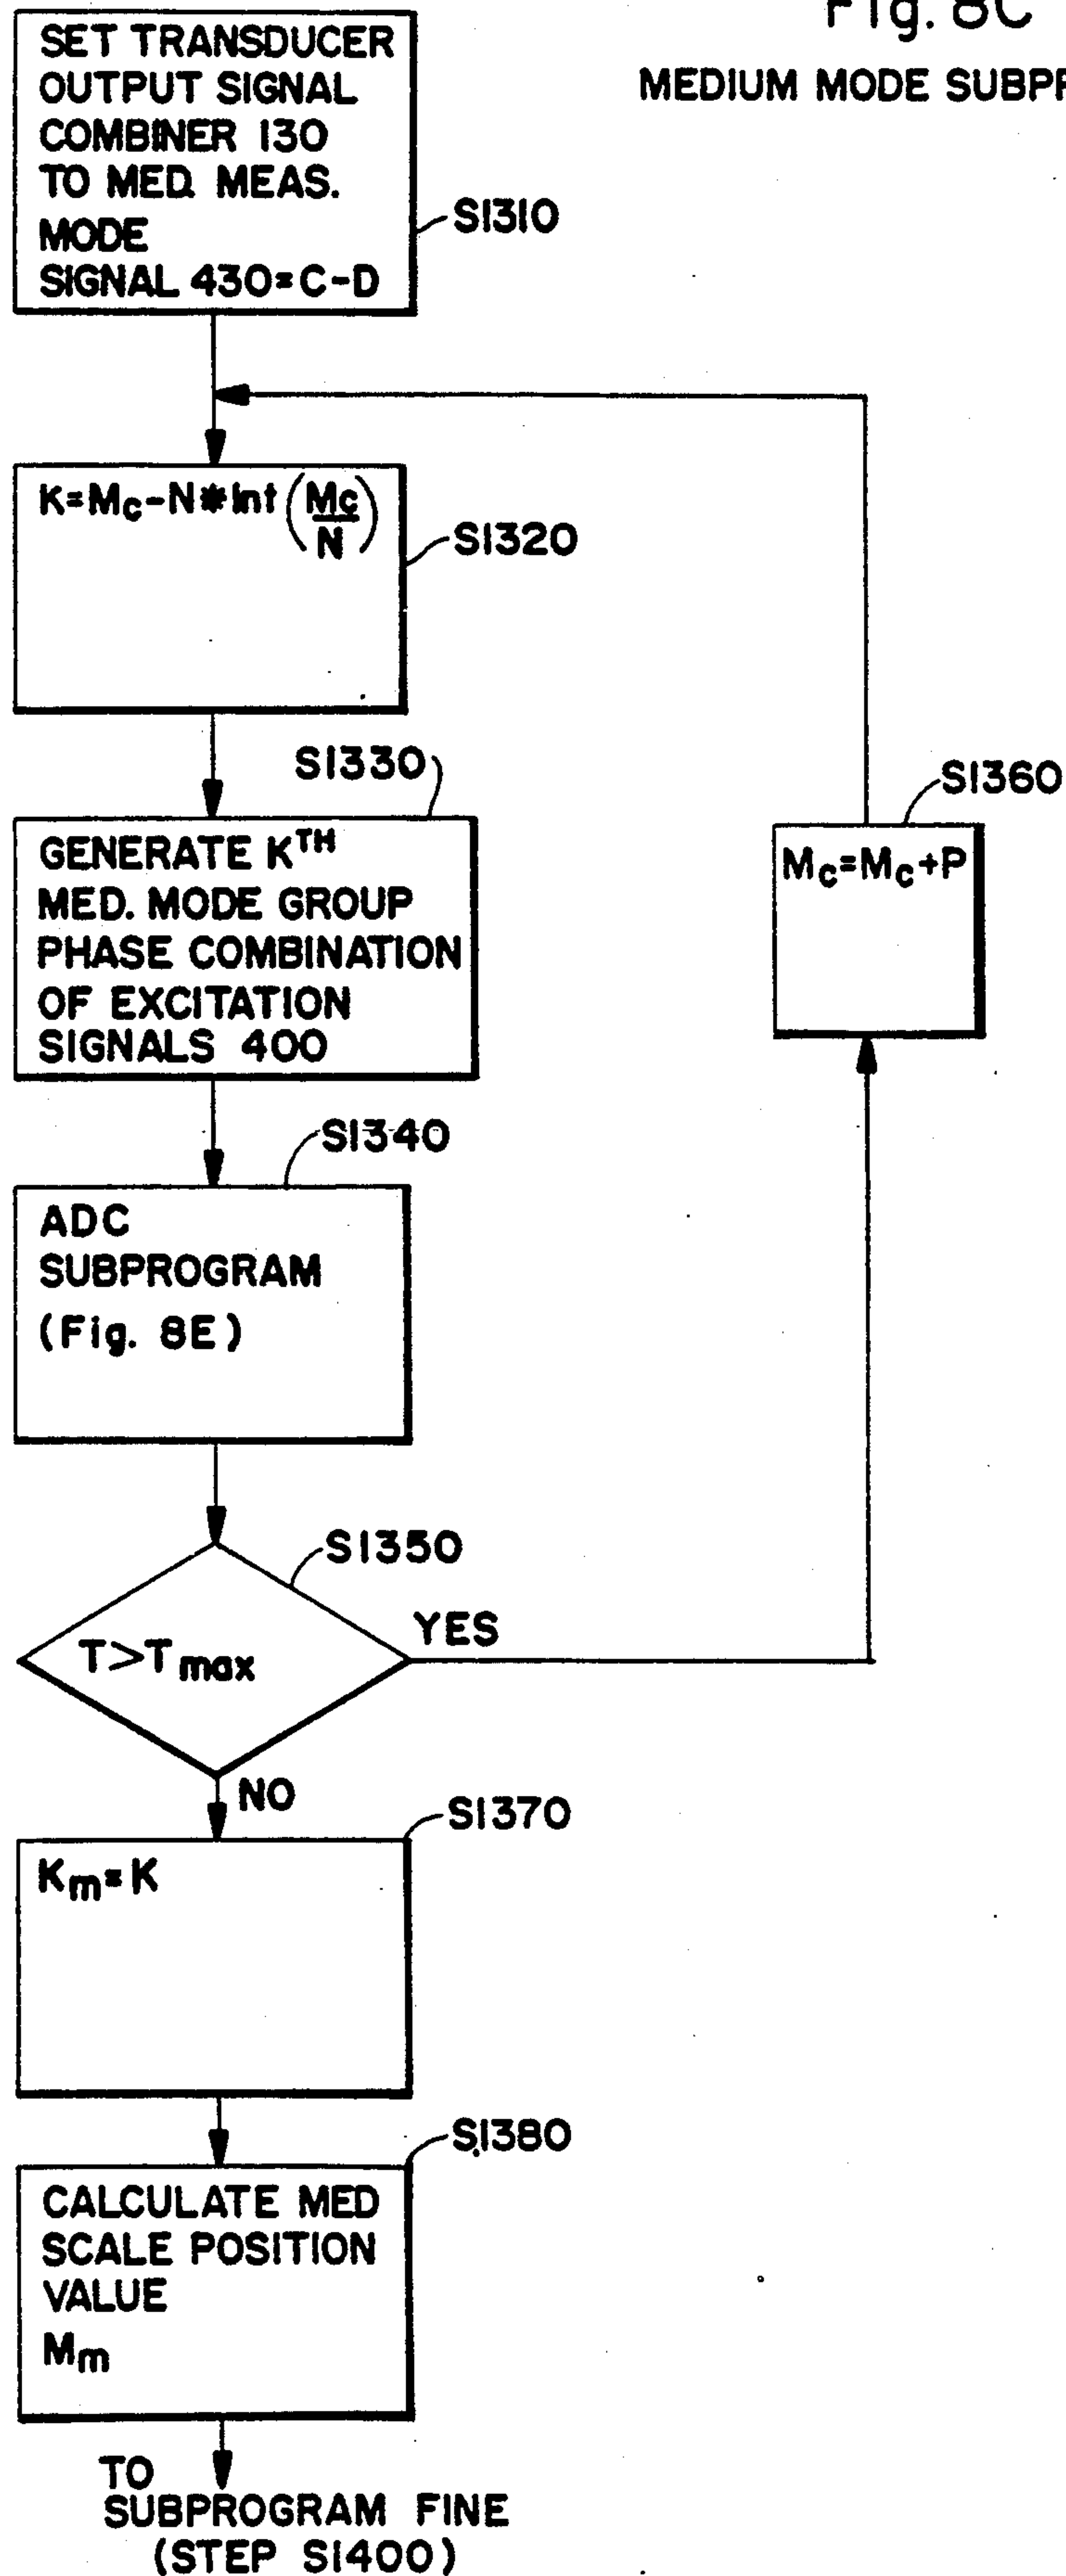 Fig. 8C
MEDIUM MODE
SET TRANSDUCER
OUTPUT SIGNAL
COMBINER 130
TO MED. MEAS.
MODE
SIGNAL 430=C-D
S1310
K=Mc-N*Int(Mc/N)
S1320
S1330
GENERATE KTH
MED. MODE GROUP
PHASE COMBINATION
OF EXCITATION
SIGNALS 400
S1360
Mc=Mc+P
S1340
ADC
SUBPROGRAM
(Fig. 8E)
S1350
T>Tmax
YES
NO
S1370
Km=K
S1380
CALCULATE MED
SCALE POSITION
VALUE
Mm
TO
SUBPROGRAM FINE
(STEP S1400)